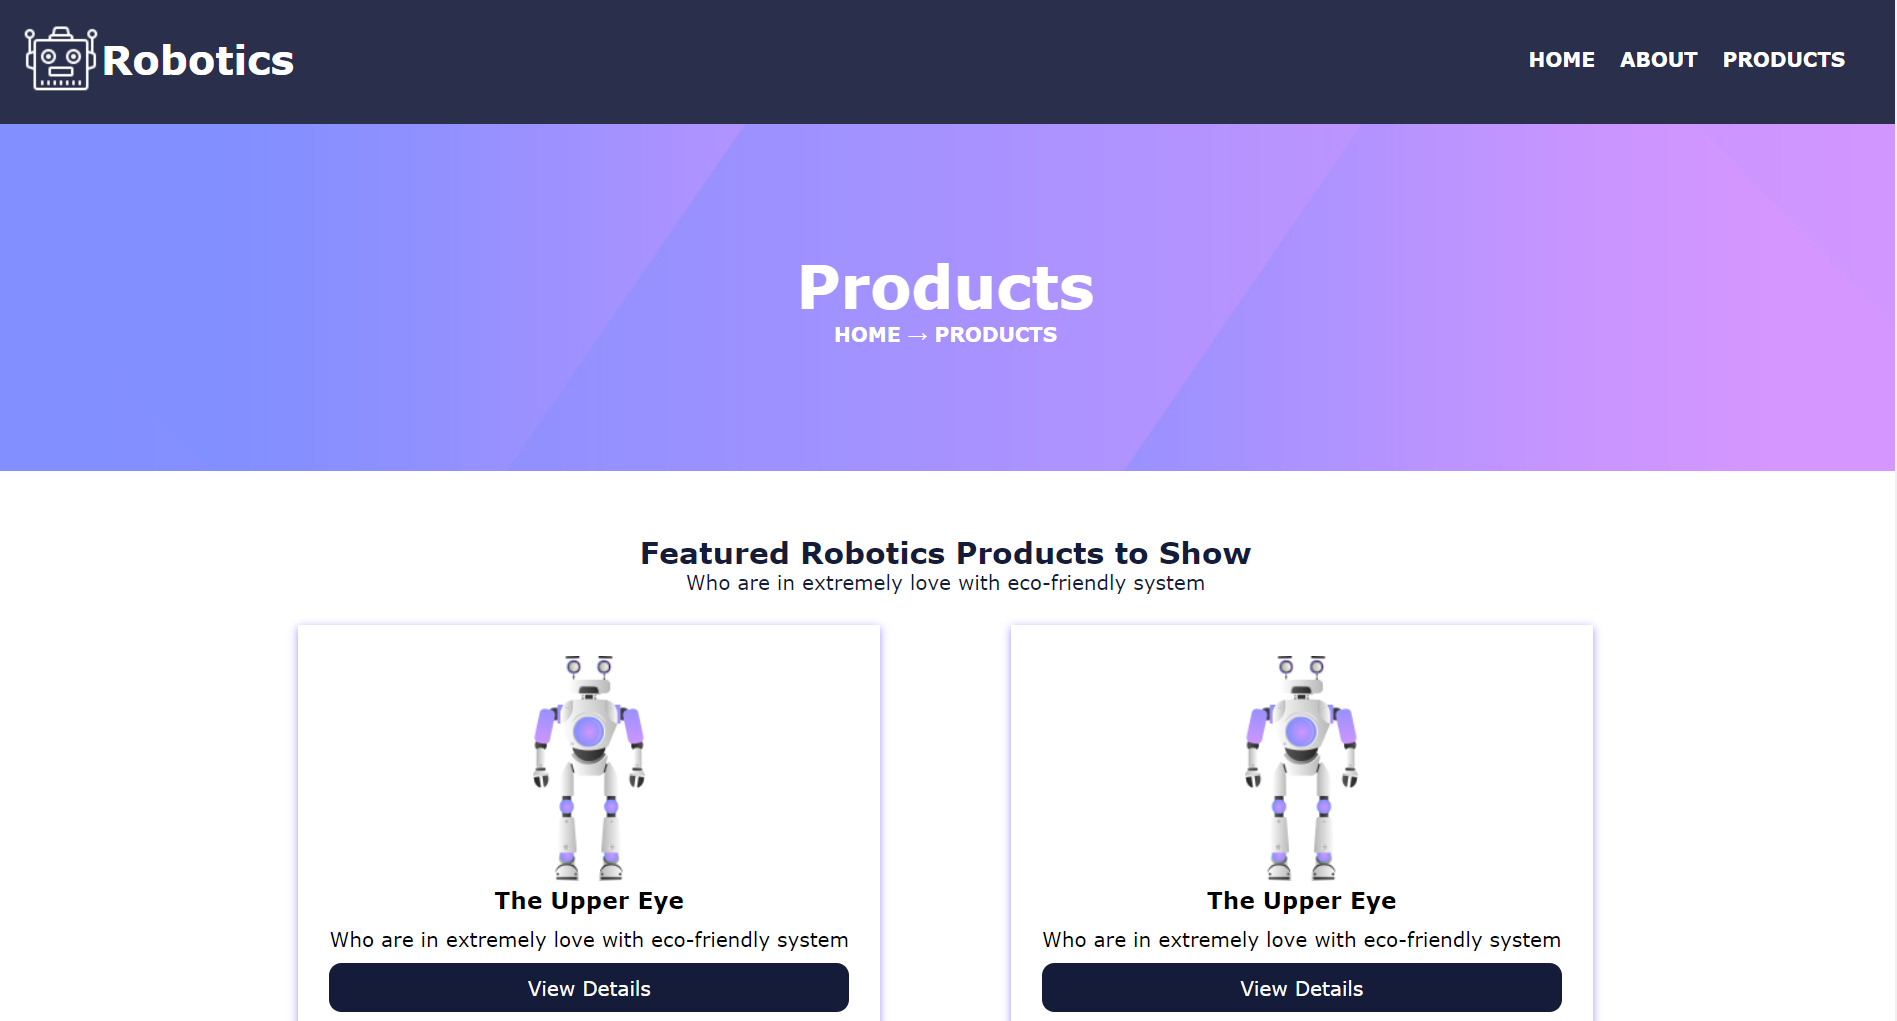 Robotics
HOME ABOUT PRODUCTS
Products
HOME → PRODUCTS
Featured Robotics Products to Show
Who are in extremely love with eco-friendly system
The Upper Eye
Who are in extremely love with eco-friendly system
View Details
The Upper Eye
Who are in extremely love with eco-friendly system
View Details